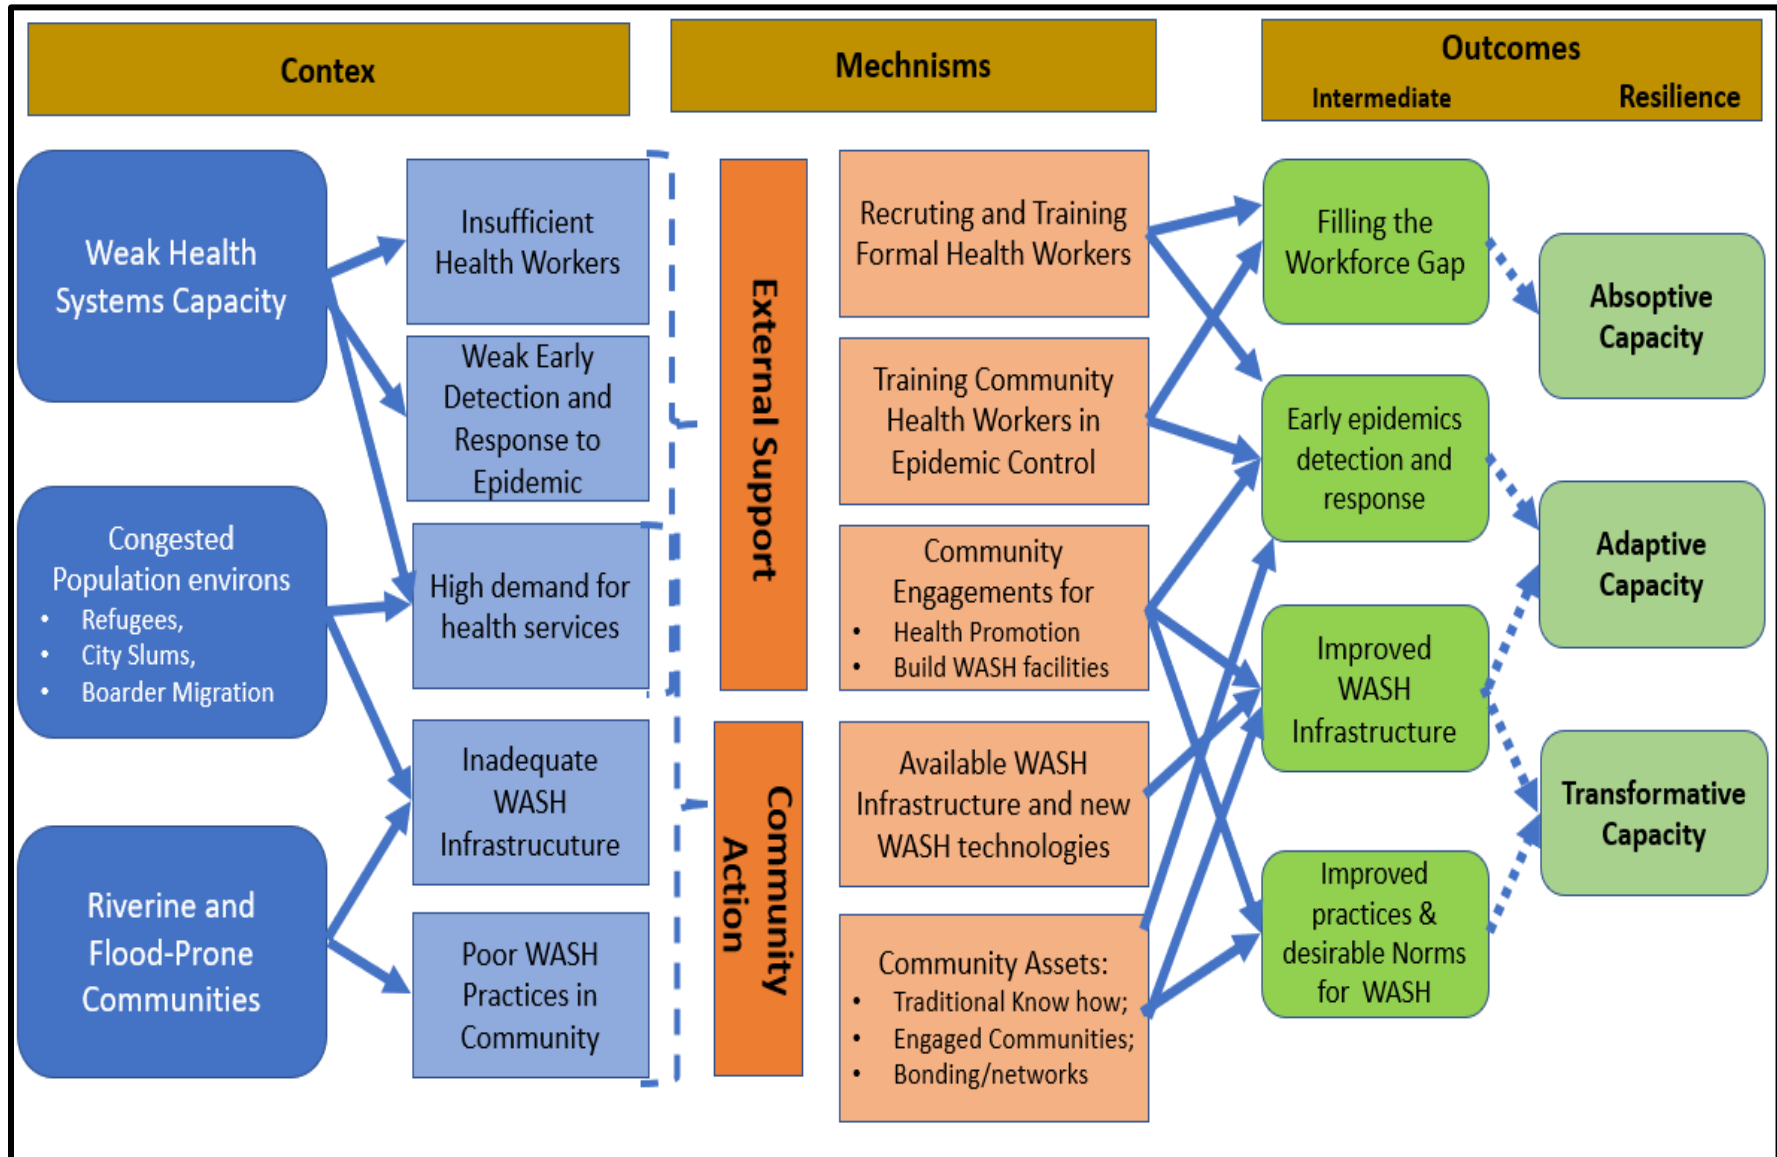 Contex
Mechnisms
Outcomes
Intermediate
Resilience
Weak Health
Systems Capacity
Congested
Population environs
• Refugees,
• City Slums,
• Boarder Migration
Riverine and
Flood-Prone
Communities
Insufficient
Health Workers
Weak Early
Detection and
Response to
Epidemic
High demand for
health services
Inadequate
WASH
Infrastrucuture
Poor WASH
Practices in
Community
External Support
Community
Action
Recruting and Training
Formal Health Workers
Training Community
Health Workers in
Epidemic Control
Community
Engagements for
• Health Promotion
• Build WASH facilities
Available WASH
Infrastructure and new
WASH technologies
Community Assets:
• Traditional Know how;
• Engaged Communities;
• Bonding/networks
Filling the
Workforce Gap
Early epidemics
detection and
response
Improved
WASH
Infrastructure
Improved
practices &
desirable Norms
for WASH
Absoptive
Capacity
Adaptive
Capacity
Transformative
Capacity